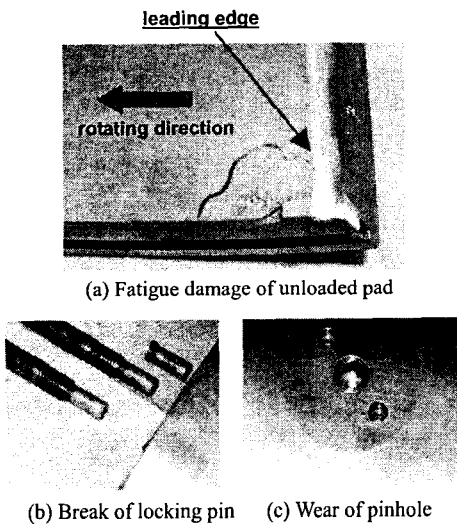 leading edge
rotating direction
(a) Fatigue damage of unloaded pad
(b) Break of locking pin (c) Wear of pinhole